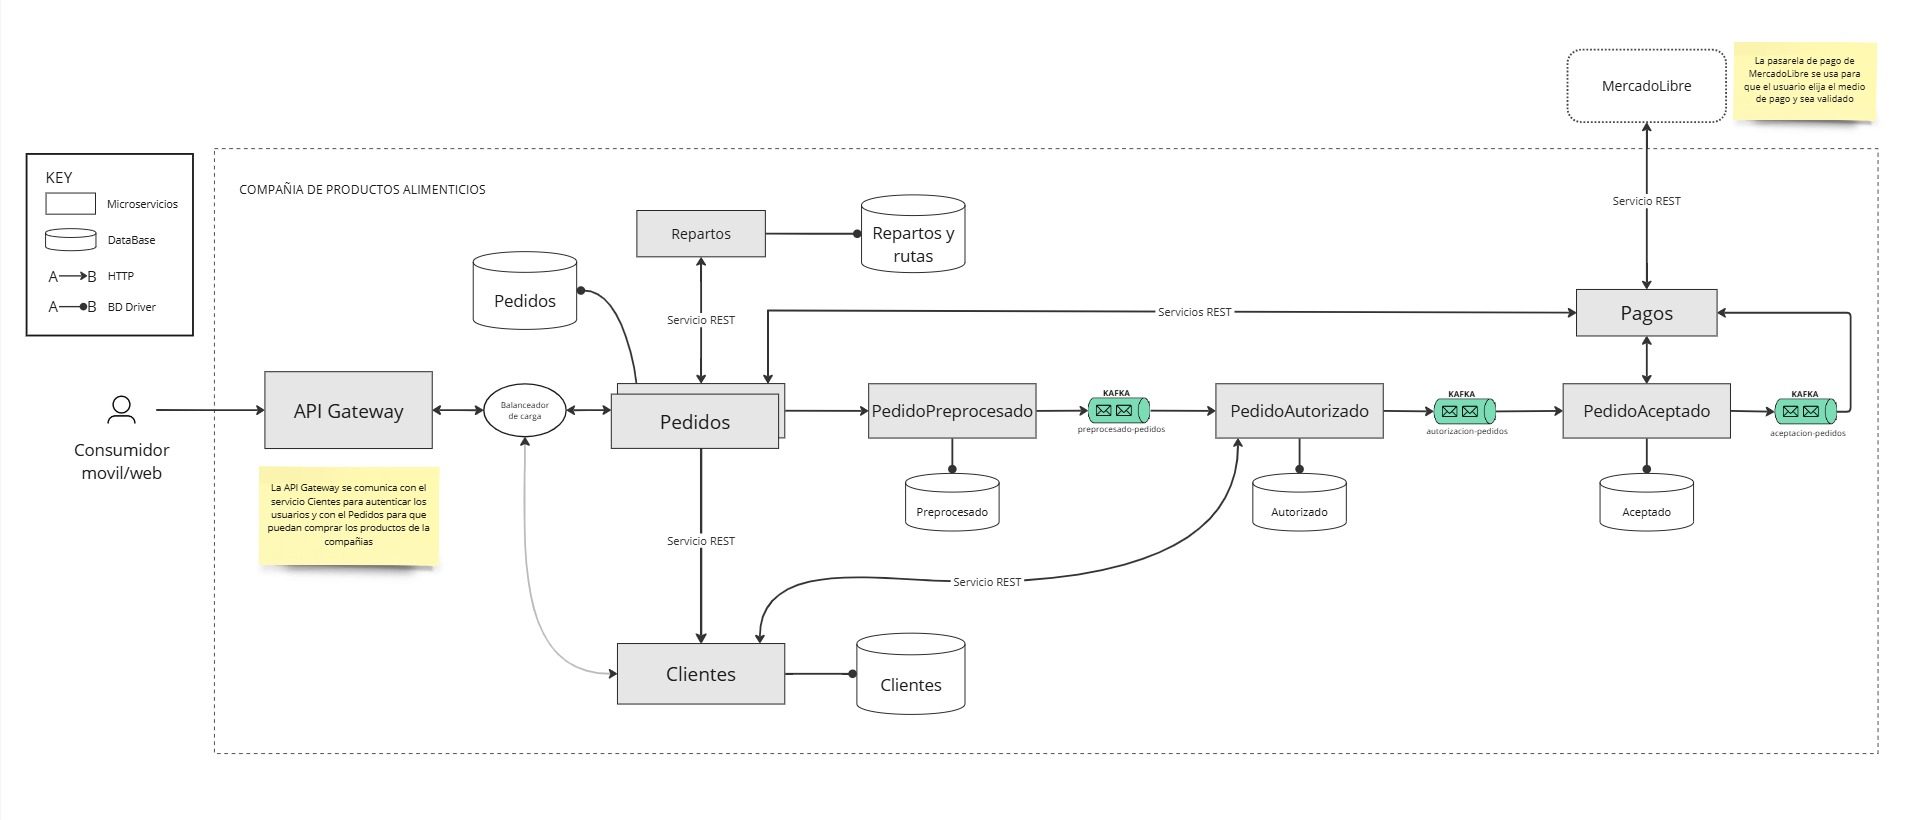 MercadoLibre
La pasarela de pago de
MercadoLibre se usa para
que el usuario elija el medio
de pago y sea validado
KEY
Microservicios
DataBase
A B HTTP
A B BD Driver
COMPAÑIA DE PRODUCTOS ALIMENTICIOS
Repartos
Repartos y
rutas
Servicio REST
Pedidos
Servicio REST
Servicios REST
Pagos
Consumidor
movil/web
API Gateway
Balanceador
de carga
Pedidos
PedidoPreprocesado
KAFKA
preprocesado-pedidos
PedidoAutorizado
KAFKA
autorizacion-pedidos
PedidoAceptado
KAFKA
aceptacion-pedidos
La API Gateway se comunica con el
servicio Cientes para autenticar los
usuarios y con el Pedidos para que
puedan comprar los productos de la
compañias
Preprocesado
Autorizado
Aceptado
Servicio REST
Servicio REST
Clientes
Clientes